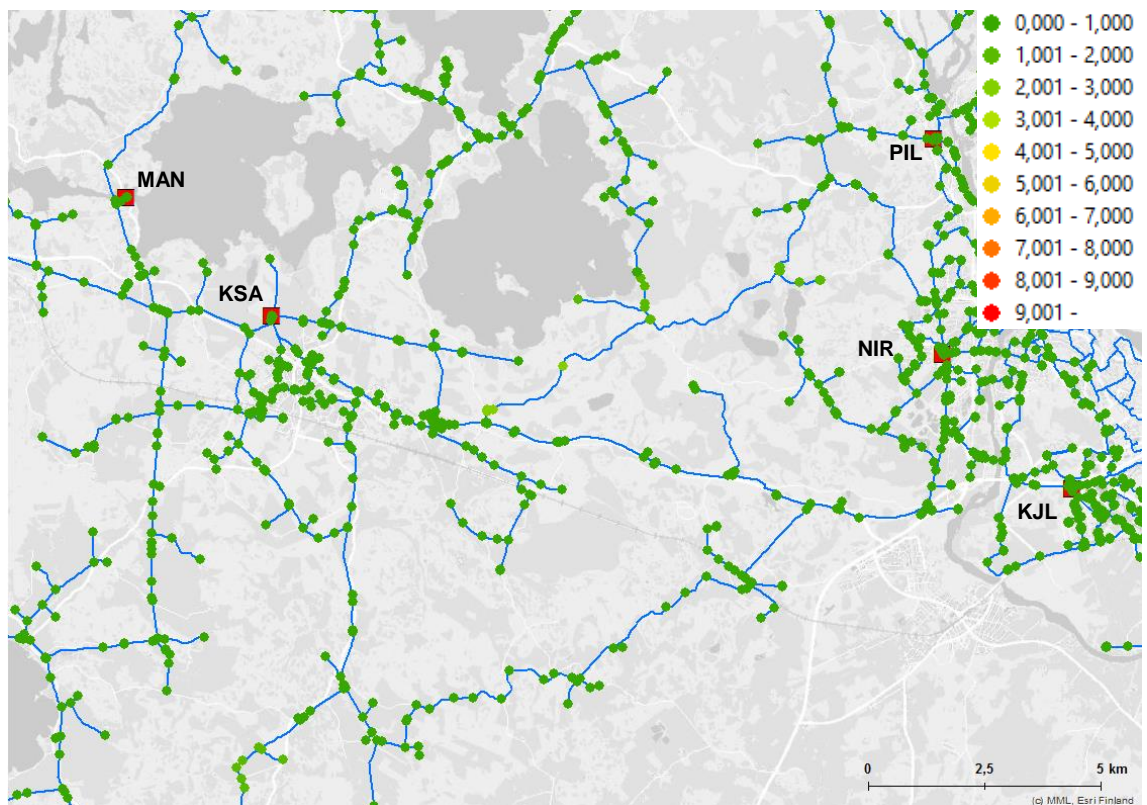 0,000 - 1,000
1,001 - 2,000
2,001 - 3,000
3,001 - 4,000
4,001 - 5,000
5,001 - 6,000
6,001 - 7,000
7,001 - 8,000
8,001 - 9,000
9,001 -
PIL
MAN
KSA
NIR
KJL
0 2,5 5 km
(c) MML, Esri Finland